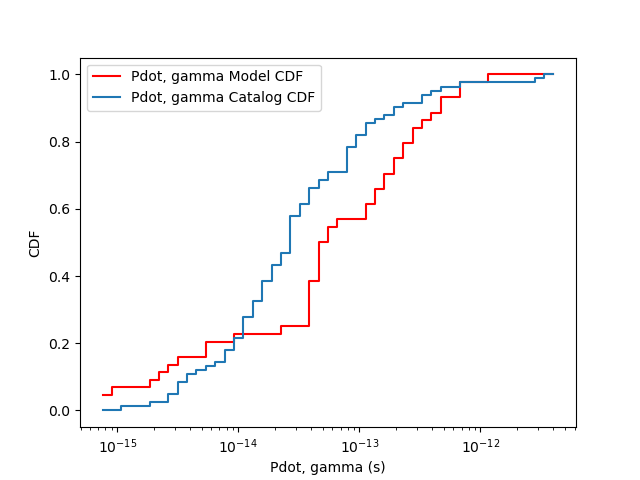 Pdot, gamma Model CDF
Pdot, gamma Catalog CDF
1.0
0.8
0.6
0.4
0.2
0.0
CDF
10⁻¹⁵ 10⁻¹⁴ 10⁻¹³ 10⁻¹²
Pdot, gamma (s)